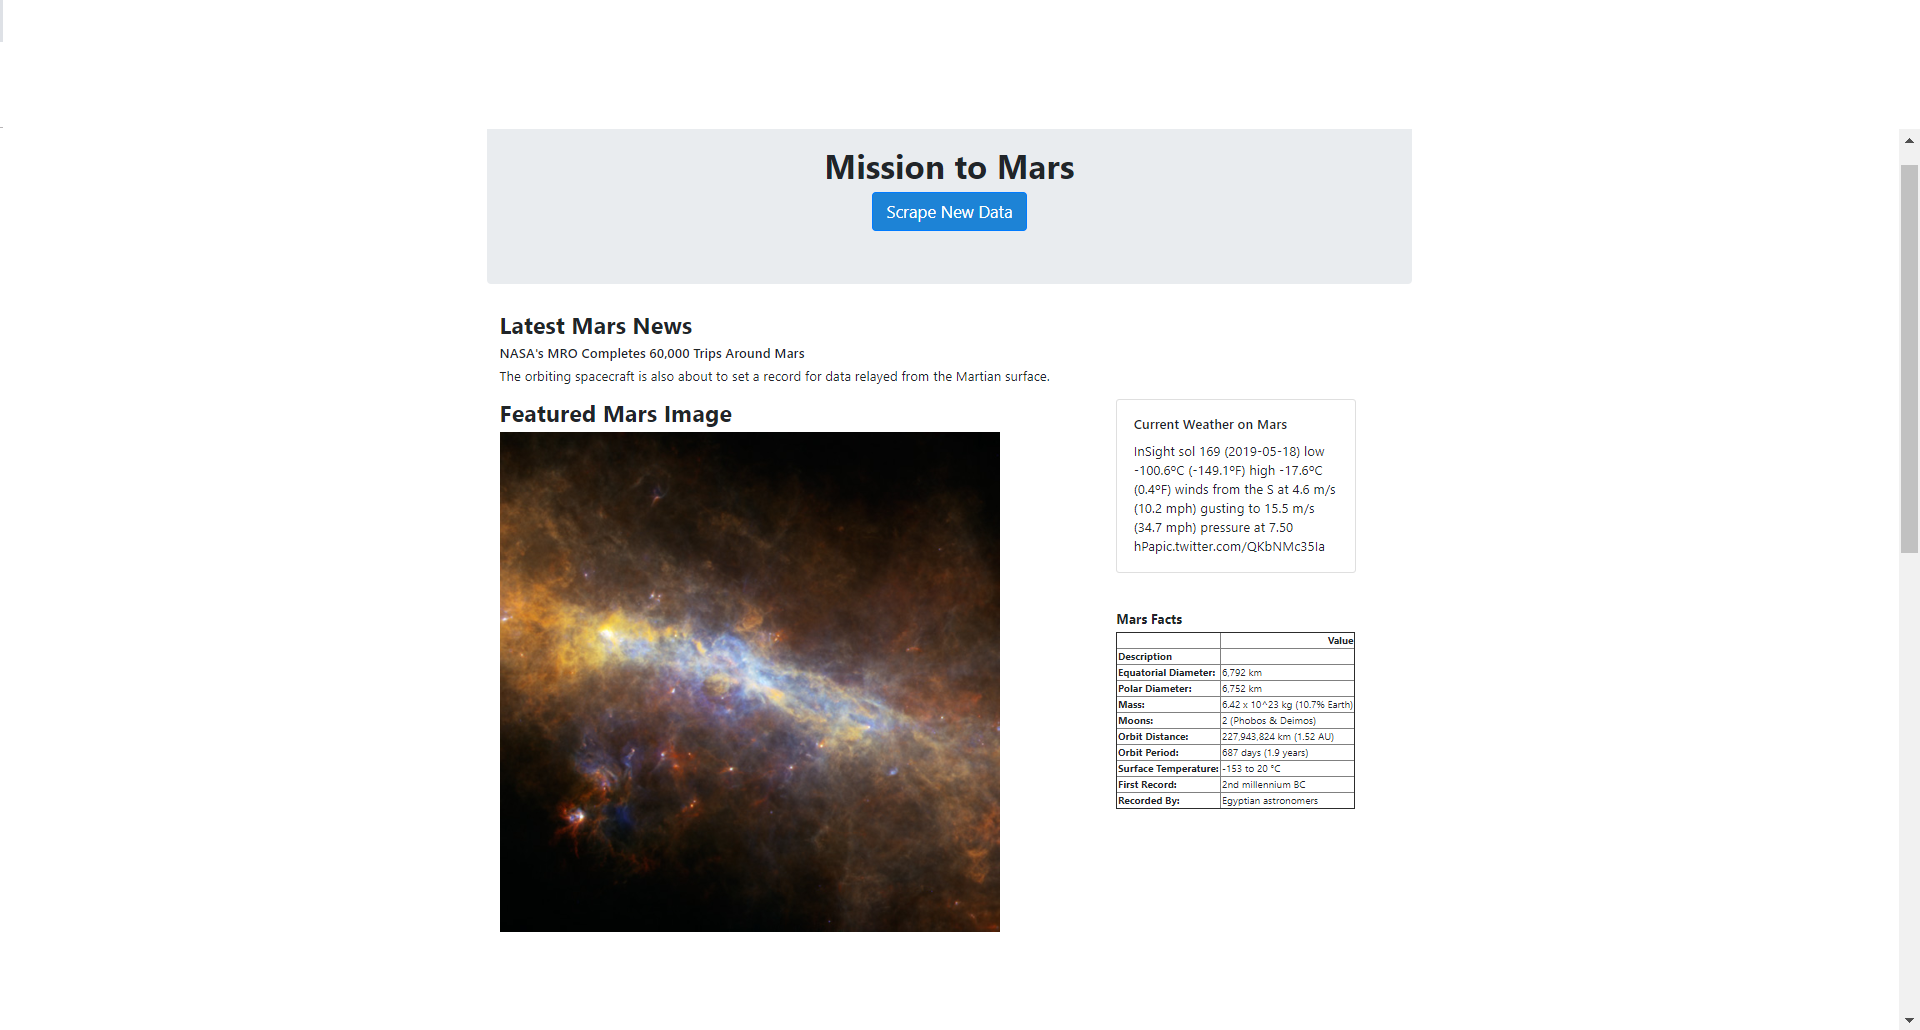 Mission to Mars
Scrape New Data
Latest Mars News
NASA's MRO Completes 60,000 Trips Around Mars
The orbiting spacecraft is also about to set a record for data relayed from the Martian surface.
Featured Mars Image
Current Weather on Mars
InSight sol 169 (2019-05-18) low
-100.6ºC (-149.1ºF) high -17.6ºC
(0.4ºF) winds from the S at 4.6 m/s
(10.2 mph) gusting to 15.5 m/s
(34.7 mph) pressure at 7.50
hPapic.twitter.com/QKbNMc35Ia
Mars Facts
Value
Description
Equatorial Diameter: 6,792 km
Polar Diameter: 6,752 km
Mass: 6.42 x 10^23 kg (10.7% Earth)
Moons: 2 (Phobos & Deimos)
Orbit Distance: 227,943,824 km (1.52 AU)
Orbit Period: 687 days (1.9 years)
Surface Temperature: -153 to 20 °C
First Record: 2nd millennium BC
Recorded By: Egyptian astronomers